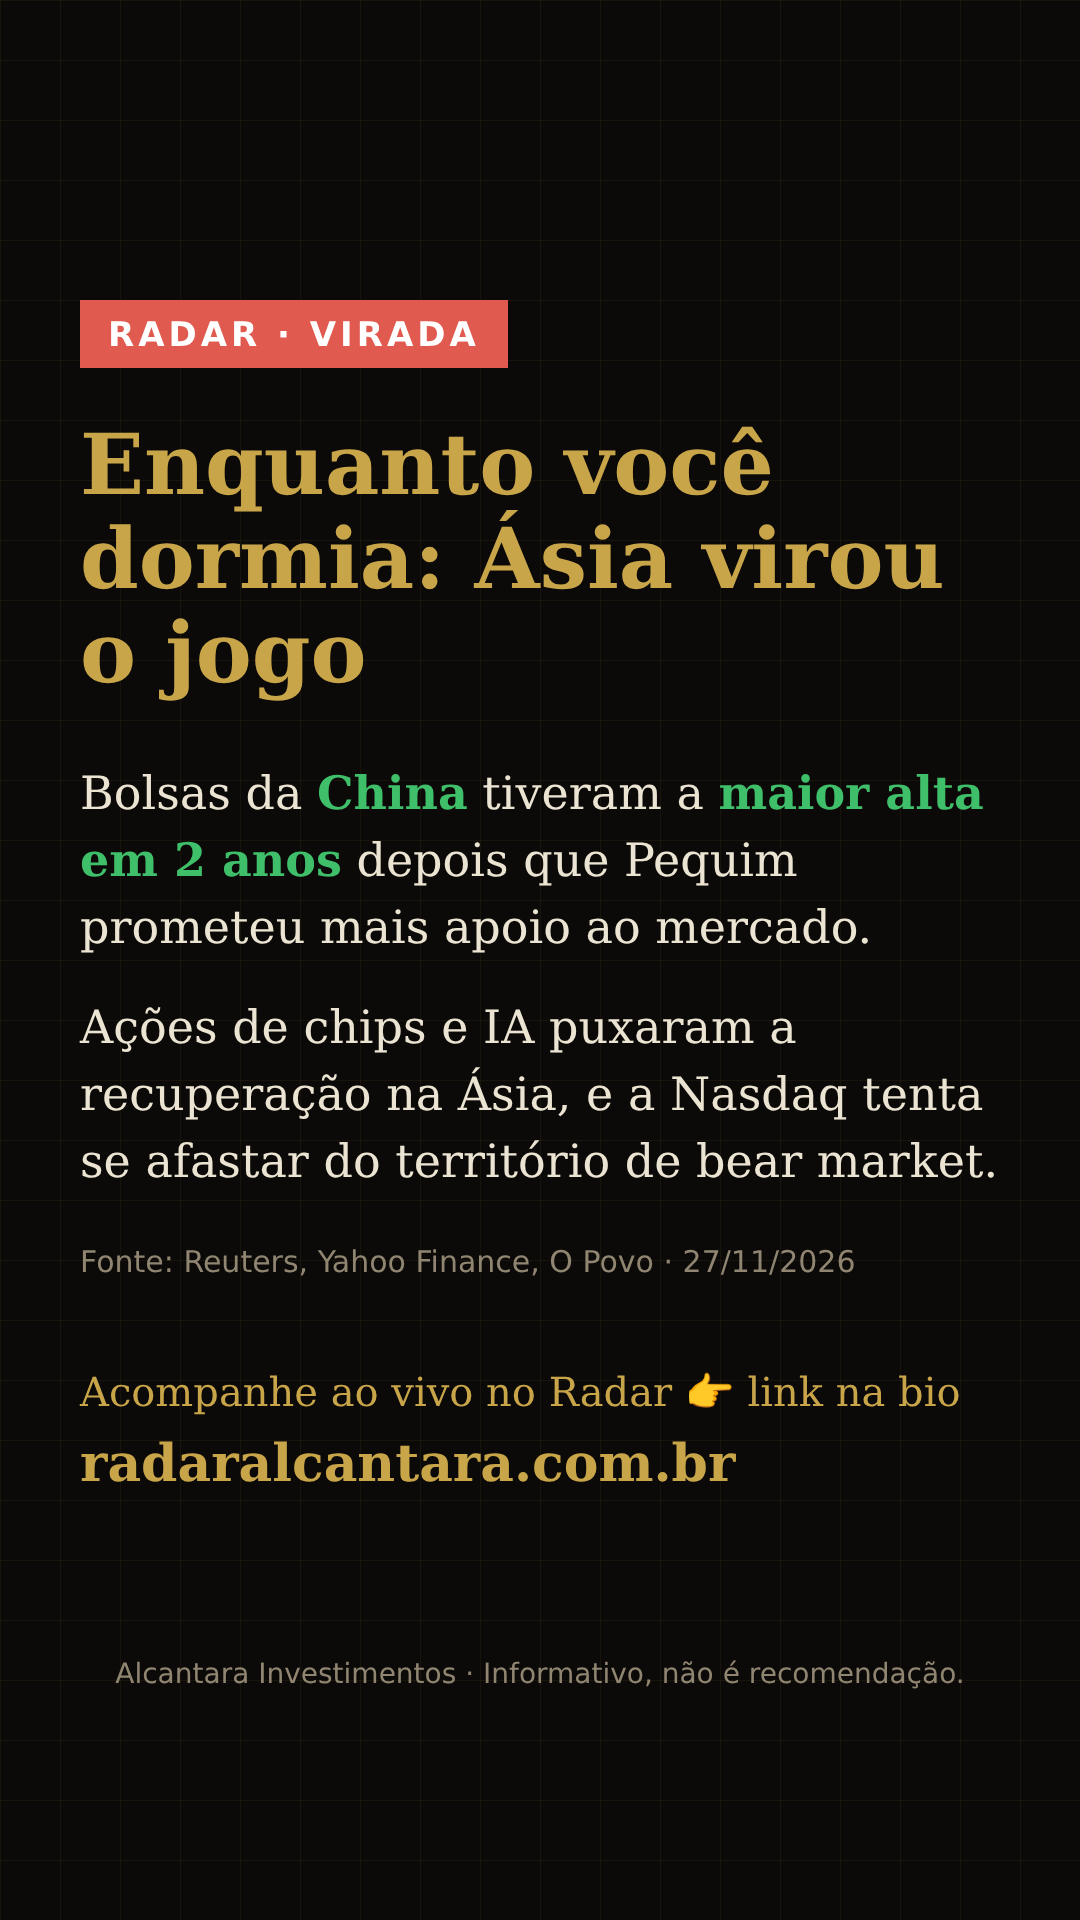 RADAR · VIRADA
Enquanto você
dormia: Ásia virou
o jogo
Bolsas da China tiveram a maior alta
em 2 anos depois que Pequim
prometeu mais apoio ao mercado.
Ações de chips e IA puxaram a
recuperação na Ásia, e a Nasdaq tenta
se afastar do território de bear market.
Fonte: Reuters, Yahoo Finance, O Povo · 27/11/2026
Acompanhe ao vivo no Radar 👉 link na bio
radaralcantara.com.br
Alcantara Investimentos · Informativo, não é recomendação.